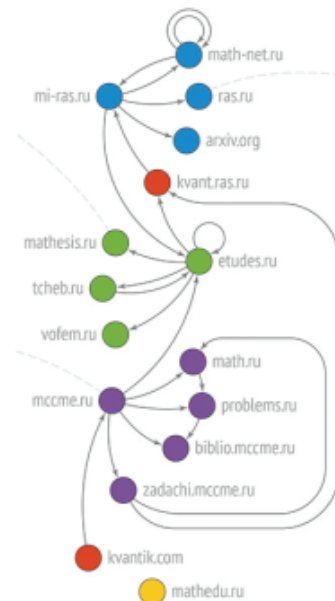 math-net.ru
mi-ras.ru
ras.ru
arxiv.org
kvant.ras.ru
mathesis.ru
etudes.ru
tcheb.ru
vofem.ru
math.ru
mccme.ru
problems.ru
biblio.mccme.ru
zadachi.mccme.ru
kvantik.com
mathedu.ru